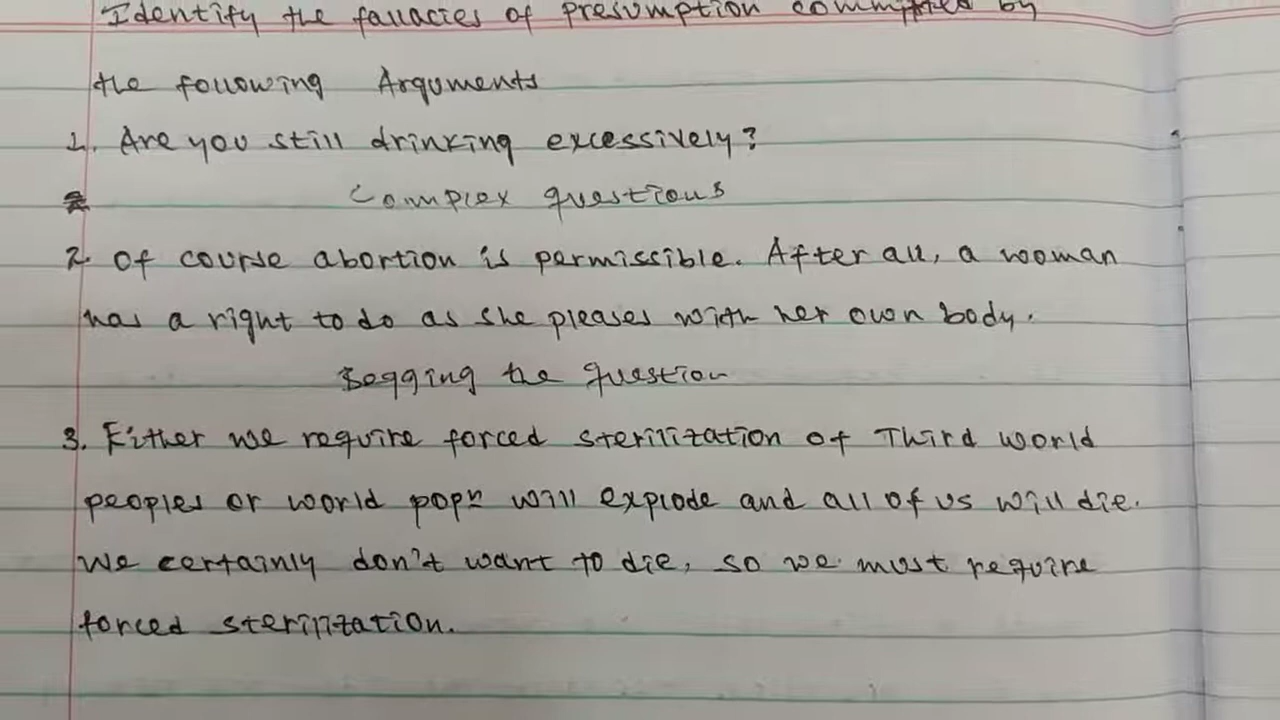 Identify the fallacies of presumption committed by
the following Arguments
1. Are you still drinking excessively?
Complex questions
2. Of course abortion is permissible. After all, a wooman
has a right to do as she pleases with her own body.
Begging the question
3. Either we require forced sterilization of Third world
peoples or world popn will explode and all of us will die.
We certainly don't want to die, so we must require
forced sterilization.